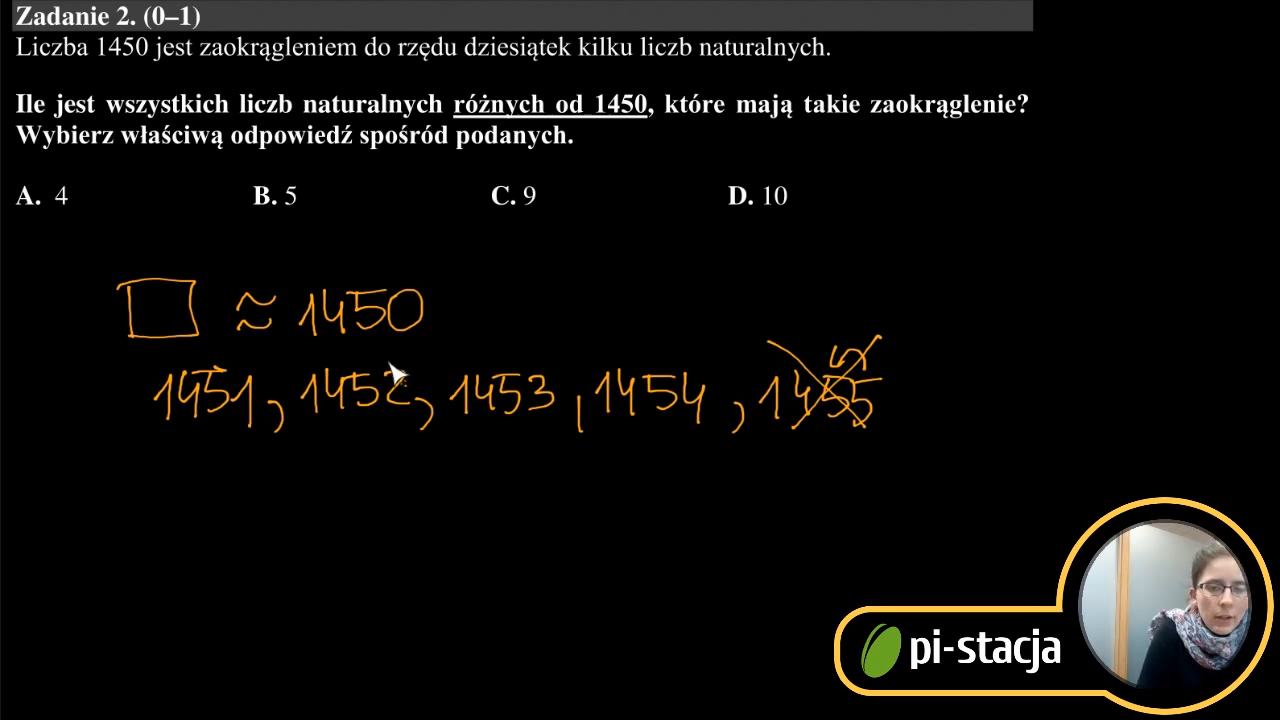 Zadanie 2. (0–1)
Liczba 1450 jest zaokrągleniem do rzędu dziesiątek kilku liczb naturalnych.
Ile jest wszystkich liczb naturalnych różnych od 1450, które mają takie zaokrąglenie?
Wybierz właściwą odpowiedź spośród podanych.
A. 4 B. 5 C. 9 D. 10
≈ 1450
1451, 1452, 1453, 1454, 1455
pi-stacja